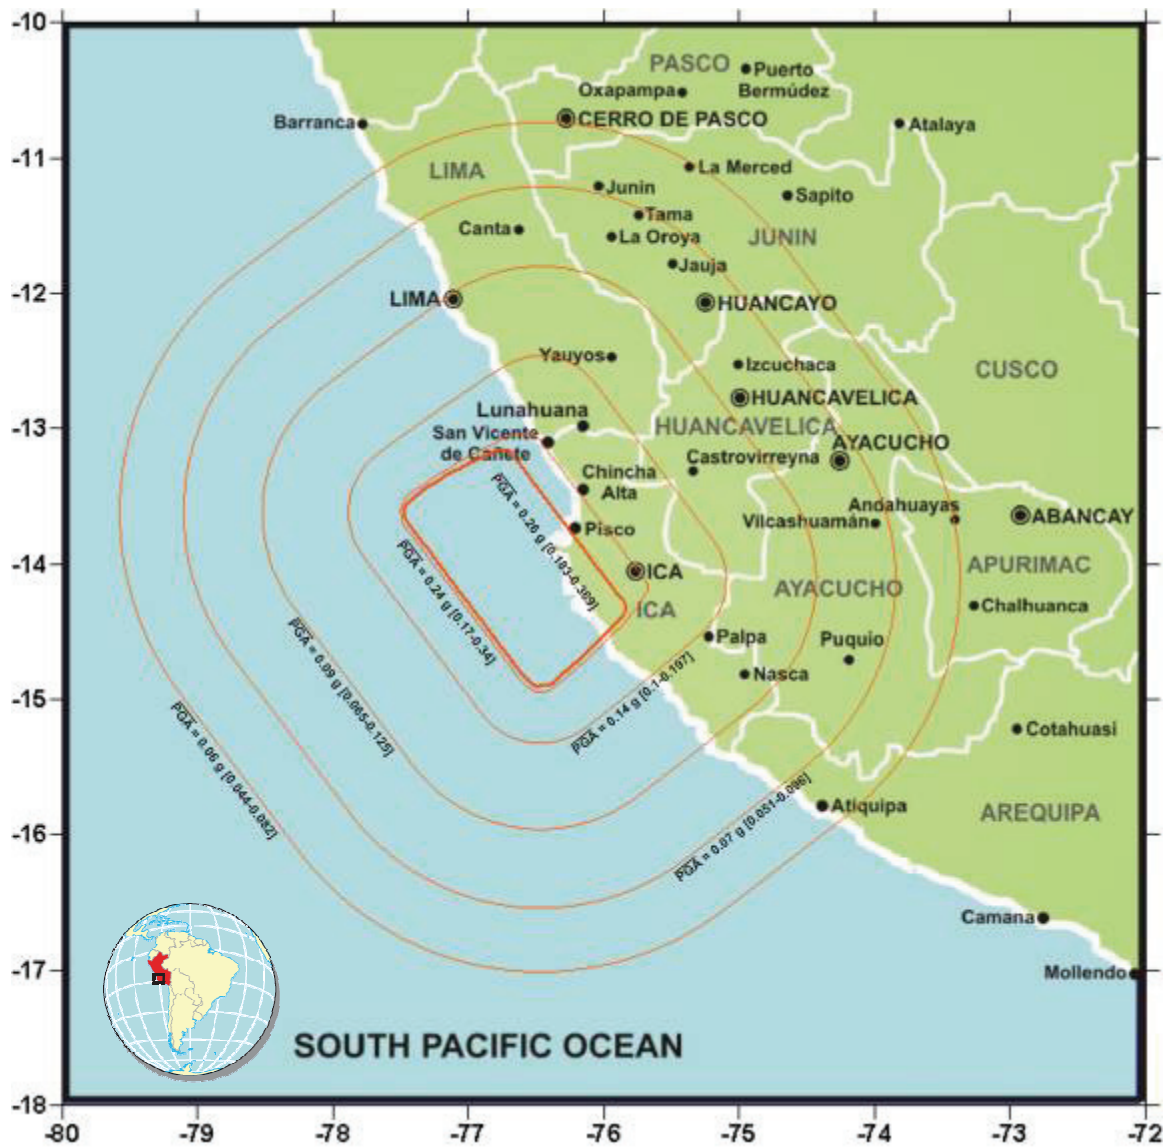 -10
PASCO
Puerto
Bermúdez
Oxapampa
CERRO DE PASCO
Barranca
Atalaya
-11
LIMA
La Merced
Junin
Sapito
Tama
Canta
La Oroya
JUNIN
Jauja
-12
LIMA
HUANCAYO
Yauyos
Izcuchaca
CUSCO
HUANCAVELICA
Lunahuana
-13
San Vicente
de Cañete
HUANCAVELICA
AYACUCHO
Castrovirreyna
Chincha
Alta
PGA = 0.26 g [0.183-0.369]
Andahuayas
Pisco
Vilcashuamán
ABANCAY
-14
PGA = 0.24 g [0.17-0.34]
ICA
APURIMAC
ICA
AYACUCHO
Chalhuanca
PGA = 0.09 g [0.065-0.125]
Palpa
Puquio
PGA = 0.14 g [0.1-0.197]
Nasca
-15
PGA = 0.06 g [0.044-0.082]
Cotahuasi
PGA = 0.07 g [0.051-0.096]
Atiquipa
AREQUIPA
-16
Camana
-17
Mollendo
SOUTH PACIFIC OCEAN
-18
-80 -79 -78 -77 -76 -75 -74 -73 -72